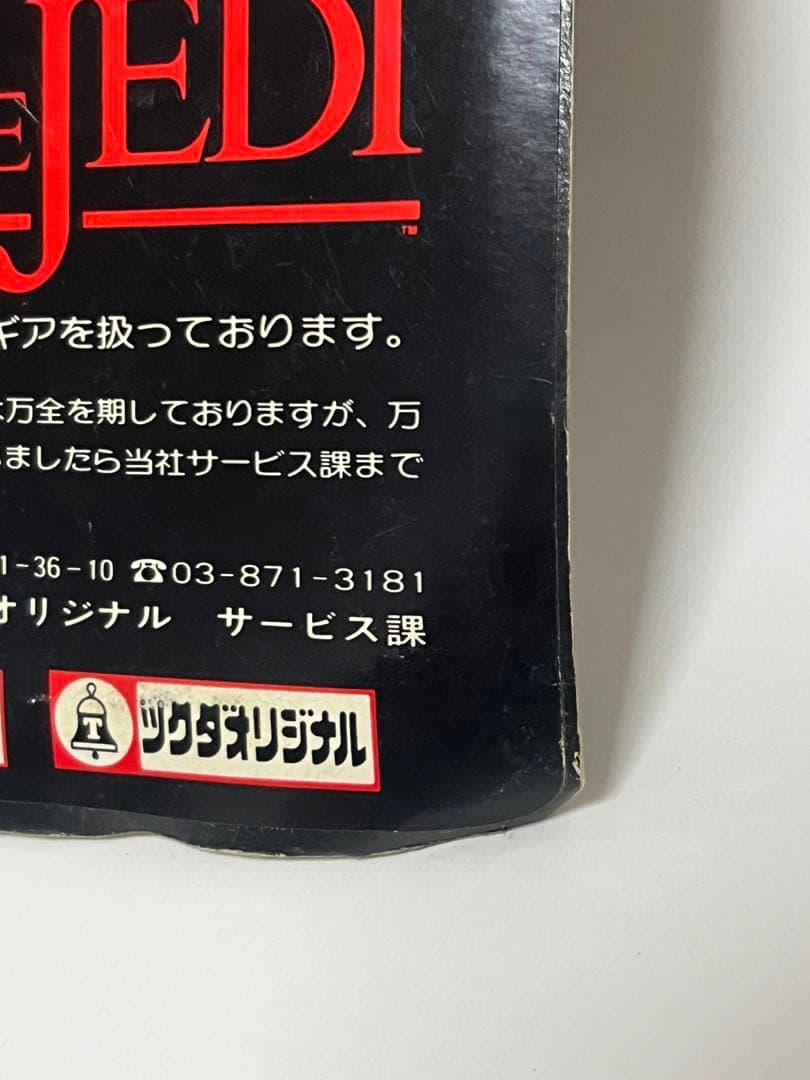 E JEDI
TM
ギアを扱っております。
万全を期しておりますが、万
ましたら当社サービス課まで
1-36-10 ☎03-871-3181
オリジナル サービス課
T ツクダオリジナル